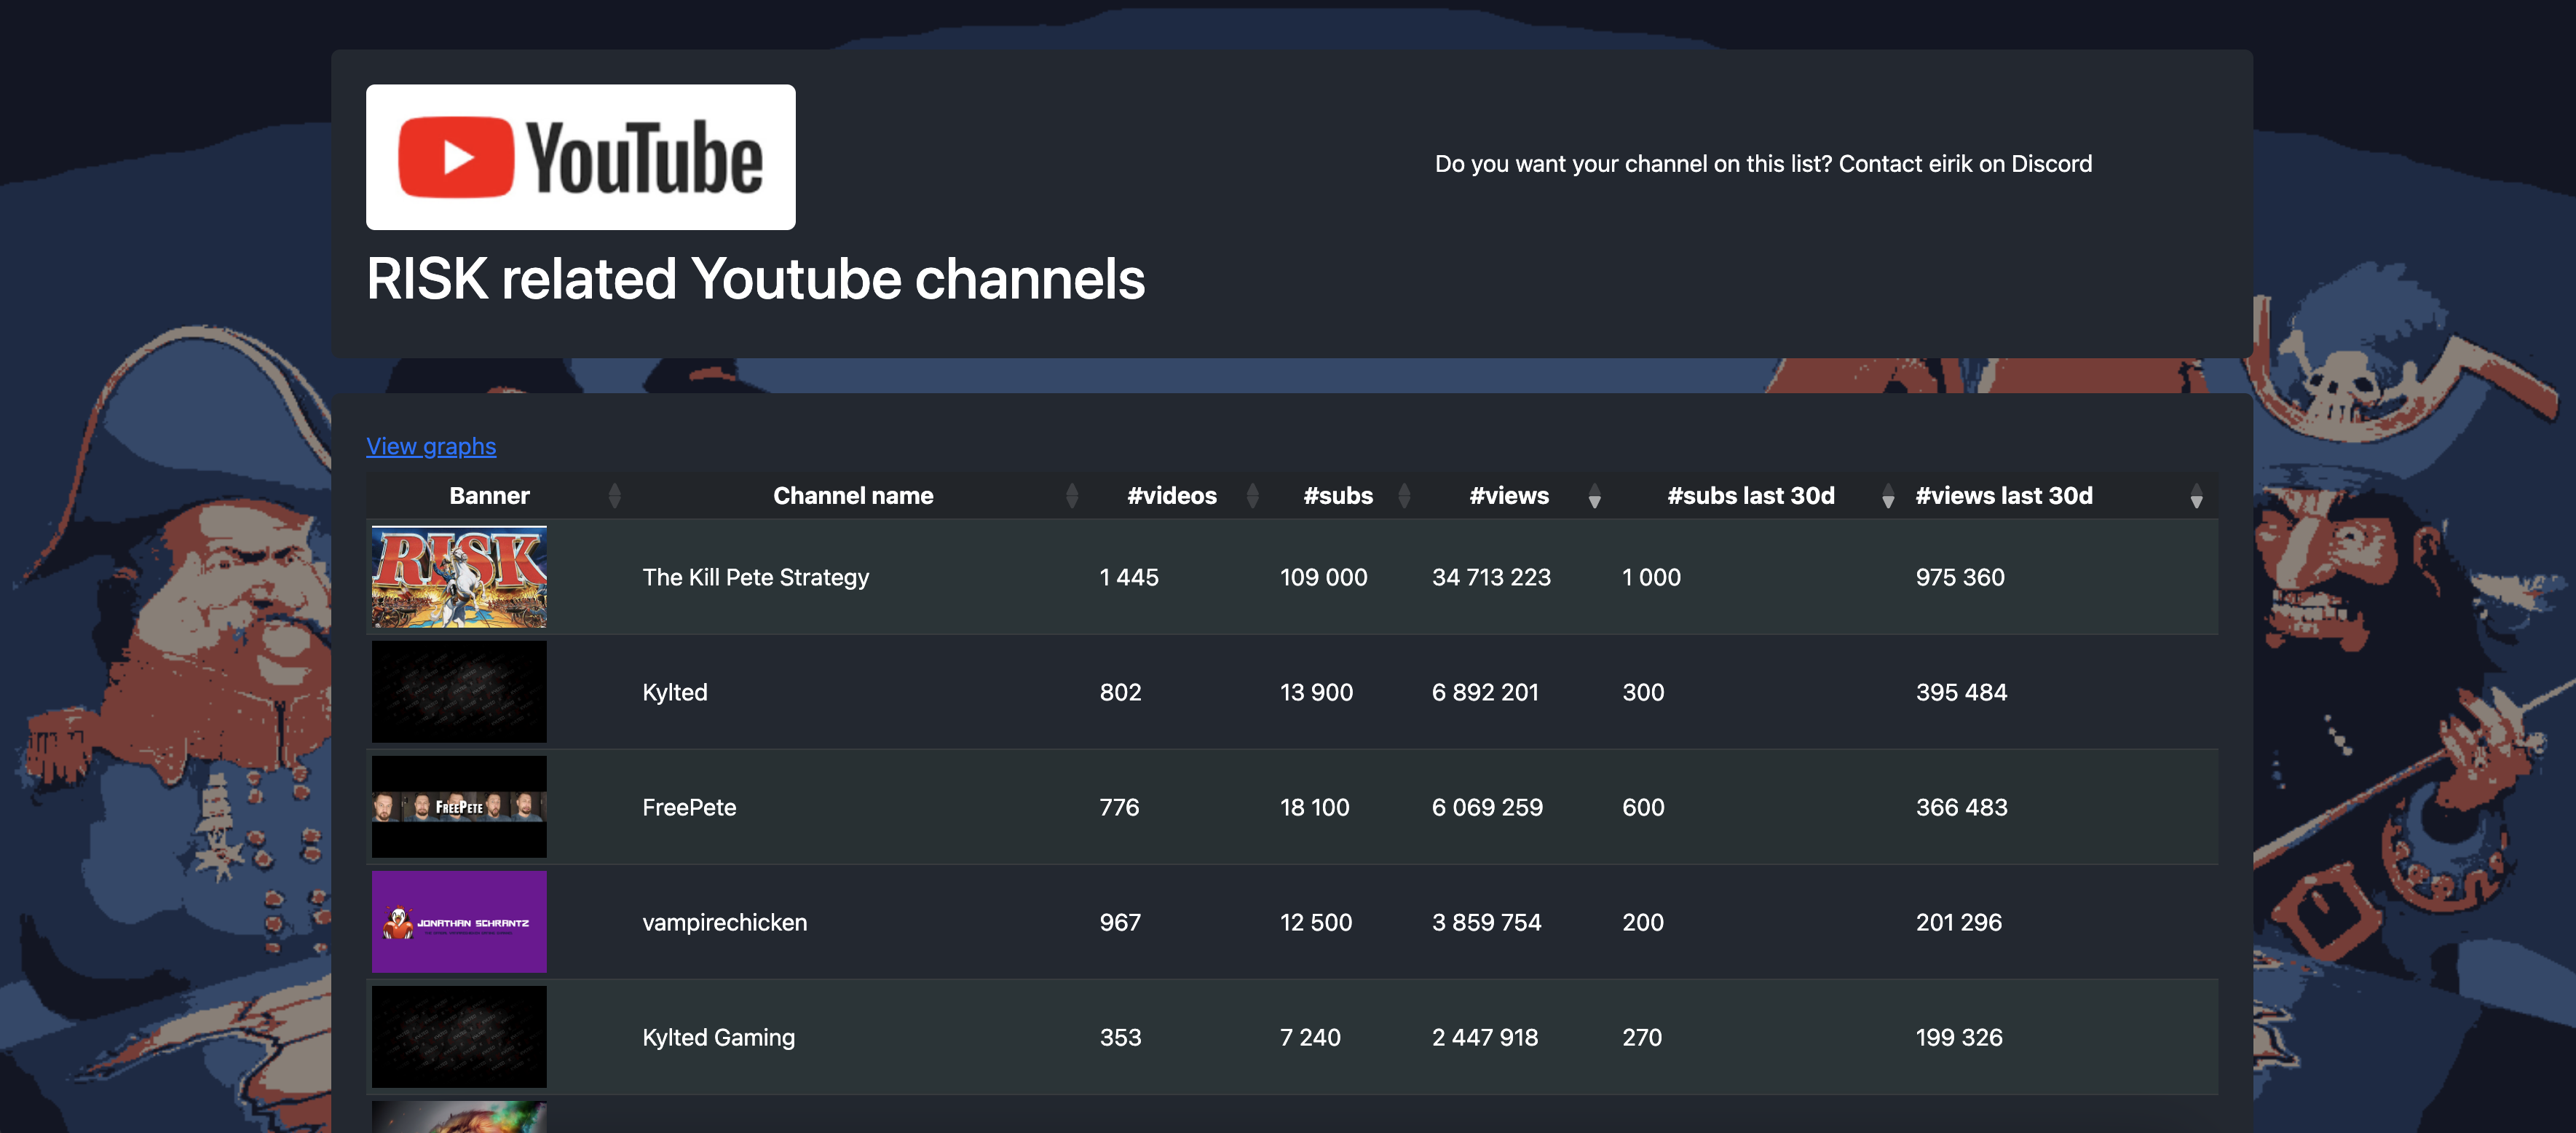 YouTube
Do you want your channel on this list? Contact eirik on Discord
RISK related Youtube channels
View graphs
Banner Channel name #videos #subs #views #subs last 30d #views last 30d
RISK
The Kill Pete Strategy 1 445 109 000 34 713 223 1 000 975 360
Kylted 802 13 900 6 892 201 300 395 484
FREEPETE
FreePete 776 18 100 6 069 259 600 366 483
JONATHAN SCHRANTZ
vampirechicken 967 12 500 3 859 754 200 201 296
Kylted Gaming 353 7 240 2 447 918 270 199 326